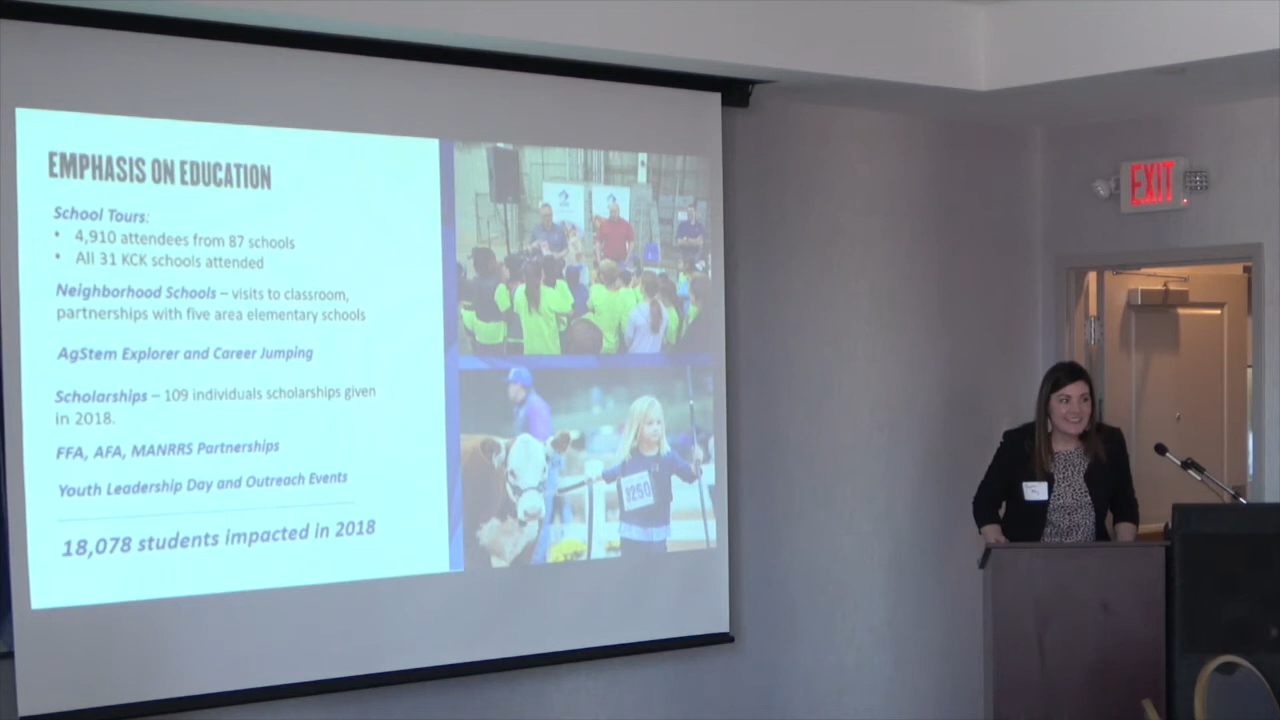 EMPHASIS ON EDUCATION
School Tours:
• 4,910 attendees from 87 schools
• All 31 KCK schools attended
Neighborhood Schools – visits to classroom,
partnerships with five area elementary schools
AgStem Explorer and Career Jumping
Scholarships – 109 individuals scholarships given
in 2018.
FFA, AFA, MANRRS Partnerships
Youth Leadership Day and Outreach Events
18,078 students impacted in 2018
250
EXIT